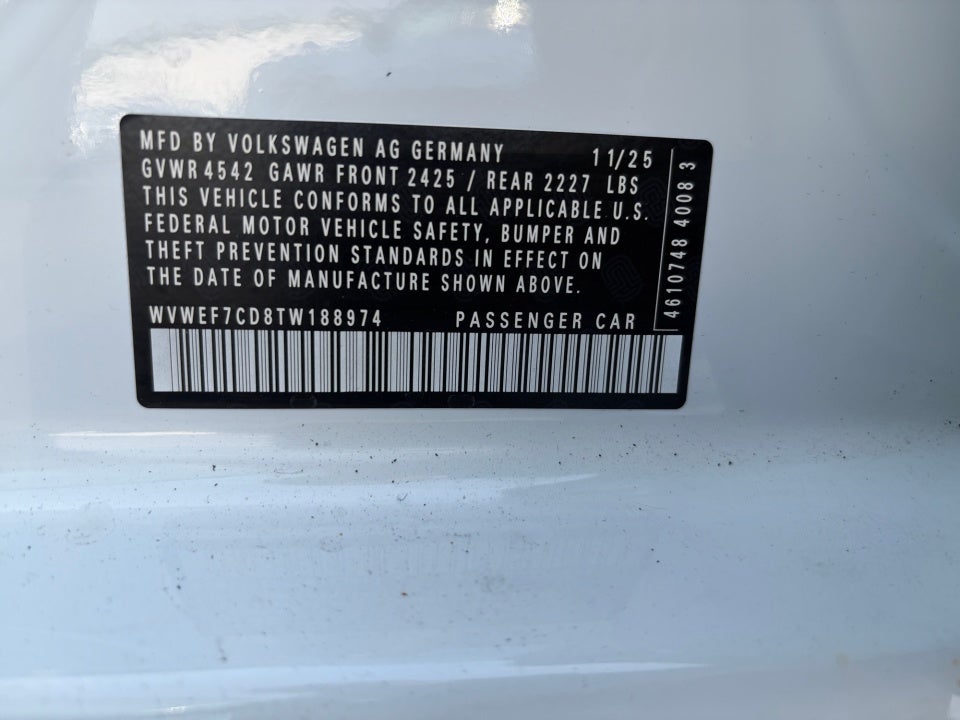 MFD BY VOLKSWAGEN AG GERMANY 11/25
GVWR 4542 GAWR FRONT 2425 / REAR 2227 LBS
THIS VEHICLE CONFORMS TO ALL APPLICABLE U.S.
FEDERAL MOTOR VEHICLE SAFETY, BUMPER AND
THEFT PREVENTION STANDARDS IN EFFECT ON
THE DATE OF MANUFACTURE SHOWN ABOVE.
WVWEF7CD8TW188974 PASSENGER CAR
4610748 4008 3